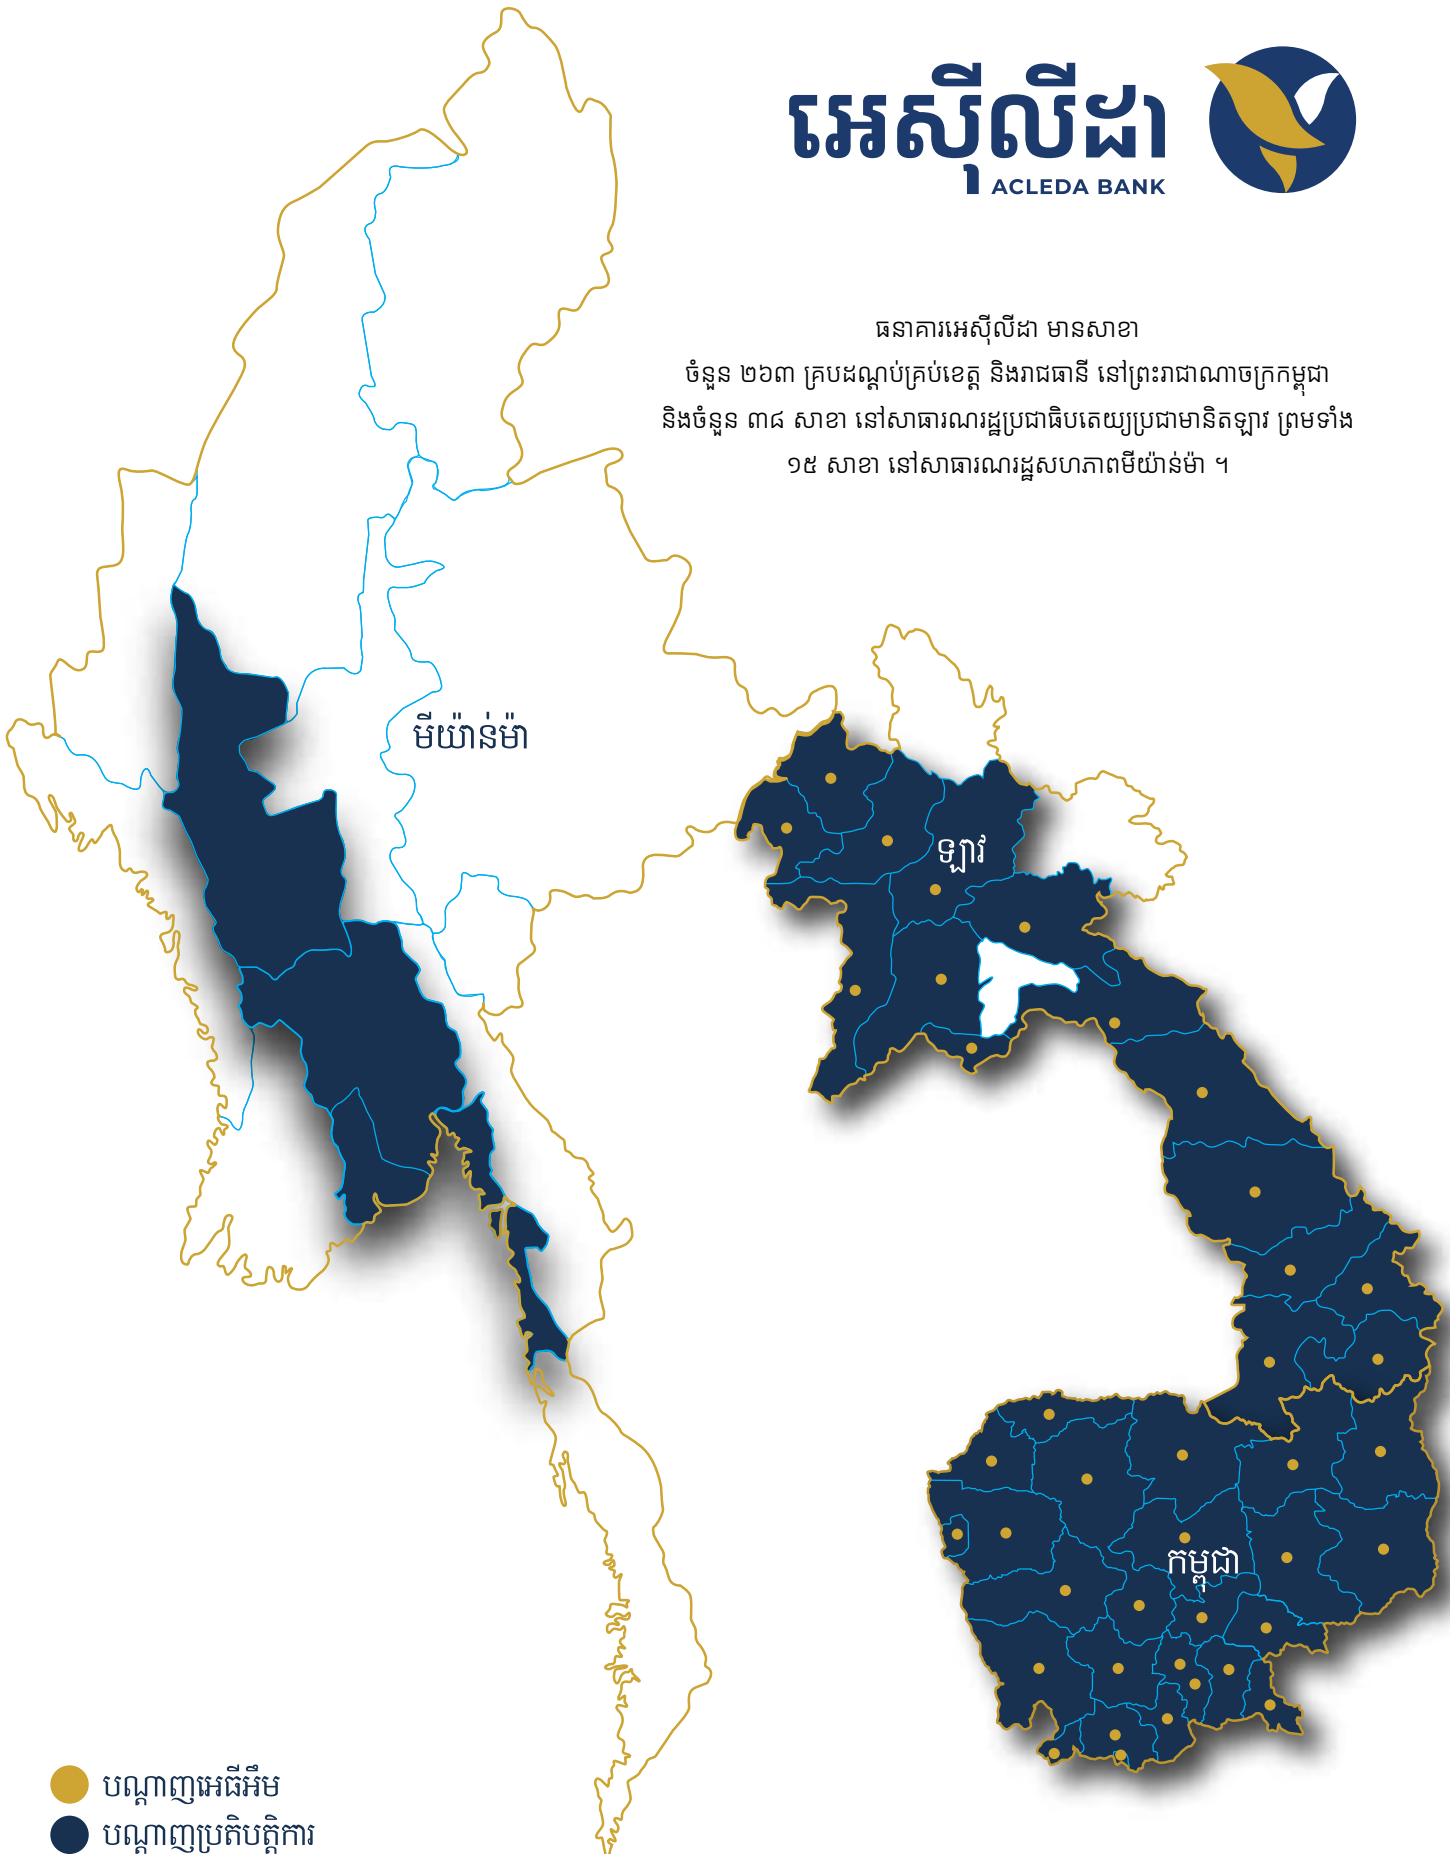 អេស៊ីលីដា
ACLEDA BANK
ធនាគារអេស៊ីលីដា មានសាខា
ចំនួន ២៦៣ គ្របដណ្ដប់គ្រប់ខេត្ត និងរាជធានី នៅព្រះរាជាណាចក្រកម្ពុជា
និងចំនួន ៣៨ សាខា នៅសាធារណរដ្ឋប្រជាធិបតេយ្យប្រជាមានិតឡាវ ព្រមទាំង
១៥ សាខា នៅសាធារណរដ្ឋសហភាពមីយ៉ាន់ម៉ា ។
មីយ៉ាន់ម៉ា
ឡាវ
កម្ពុជា
បណ្ដាញអេធីអឹម
បណ្ដាញប្រតិបត្តិការ